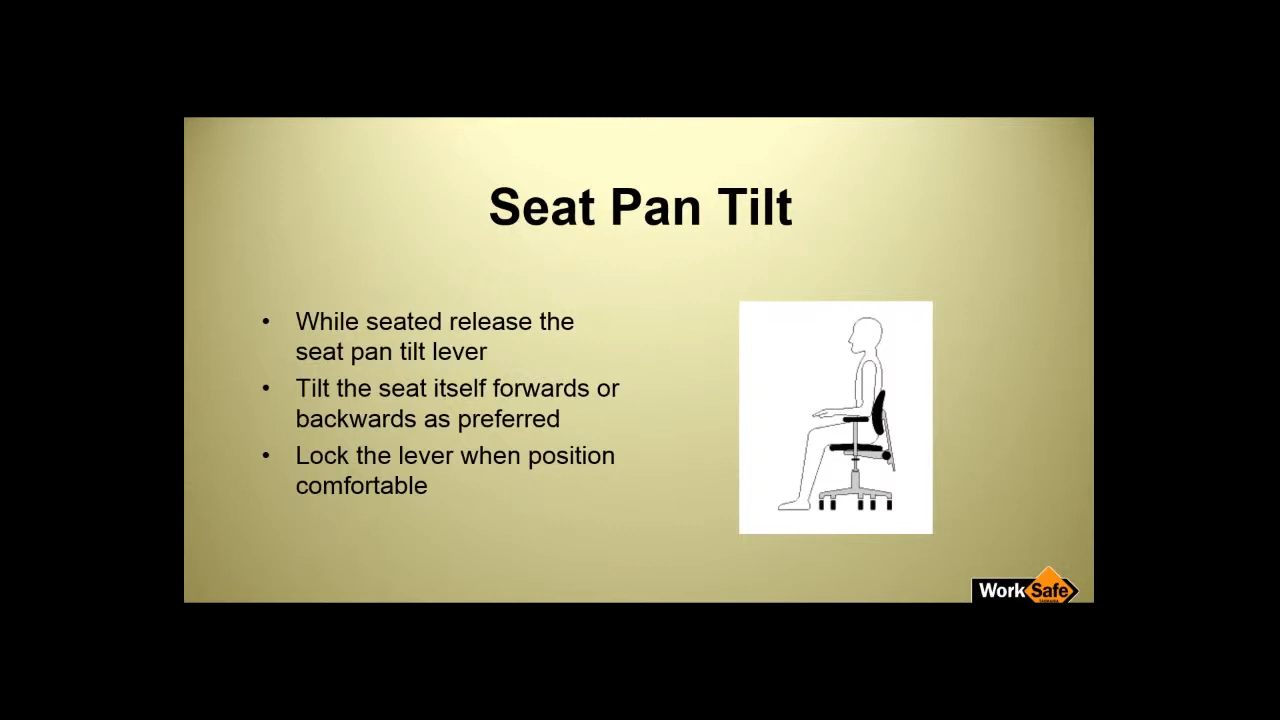 Seat Pan Tilt
• While seated release the
seat pan tilt lever
• Tilt the seat itself forwards or
backwards as preferred
• Lock the lever when position
comfortable
WorkSafe
TASMANIA